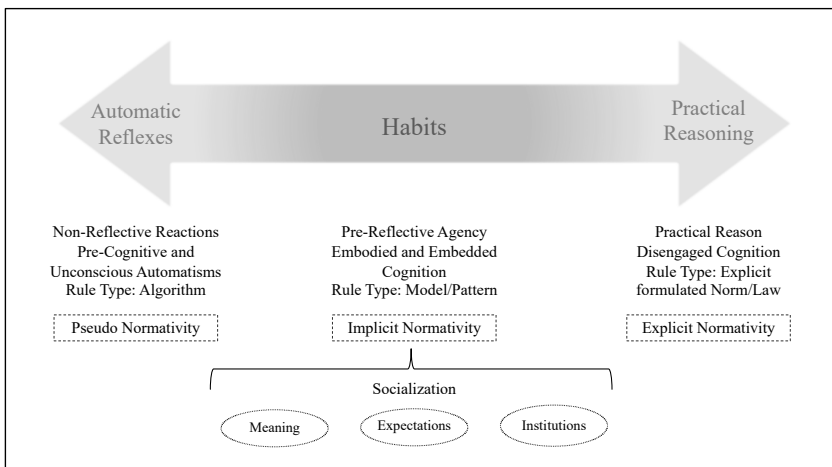 Automatic
Reflexes
Habits
Practical
Reasoning
Non-Reflective Reactions
Pre-Cognitive and
Unconscious Automatisms
Rule Type: Algorithm
Pseudo Normativity
Pre-Reflective Agency
Embodied and Embedded
Cognition
Rule Type: Model/Pattern
Implicit Normativity
Practical Reason
Disengaged Cognition
Rule Type: Explicit
formulated Norm/Law
Explicit Normativity
Socialization
Meaning
Expectations
Institutions